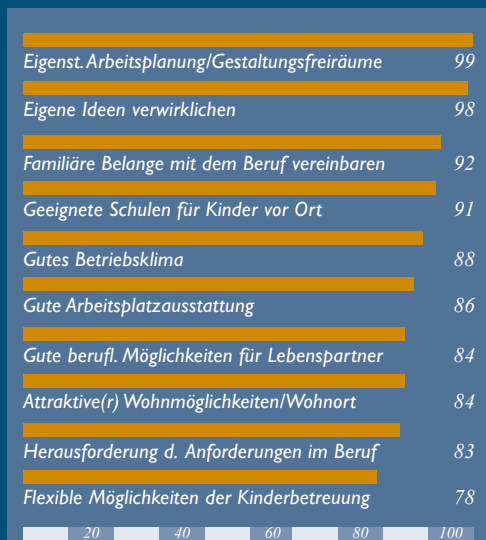 Eigenst. Arbeitsplanung/Gestaltungsfreiräume 99
Eigene Ideen verwirklichen 98
Familiäre Belange mit dem Beruf vereinbaren 92
Geeignete Schulen für Kinder vor Ort 91
Gutes Betriebsklima 88
Gute Arbeitsplatzausstattung 86
Gute berufl. Möglichkeiten für Lebenspartner 84
Attraktive(r) Wohnmöglichkeiten/Wohnort 84
Herausforderung d. Anforderungen im Beruf 83
Flexible Möglichkeiten der Kinderbetreuung 78
20 40 60 80 100